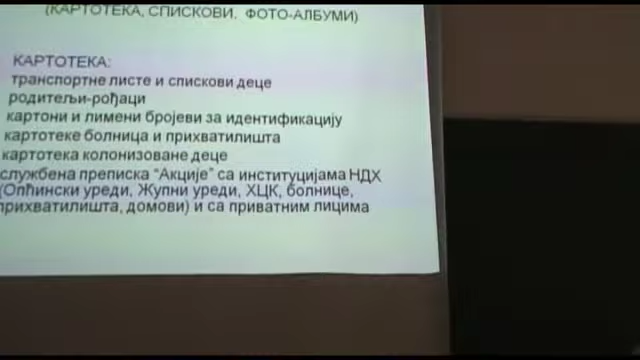 (КАРТОТЕКА, СПИСКОВИ, ФОТО-АЛБУМИ)
КАРТОТЕКА:
транспортне листе и спискови деце
родитељи-рођаци
картони и лимени бројеви за идентификацију
картотеке болница и прихватилишта
картотека колонизоване деце
службена преписка “Акције” са институцијама НДХ
(Опћински уреди, Жупни уреди, ХЦК, болнице,
прихватилишта, домови) и са приватним лицима